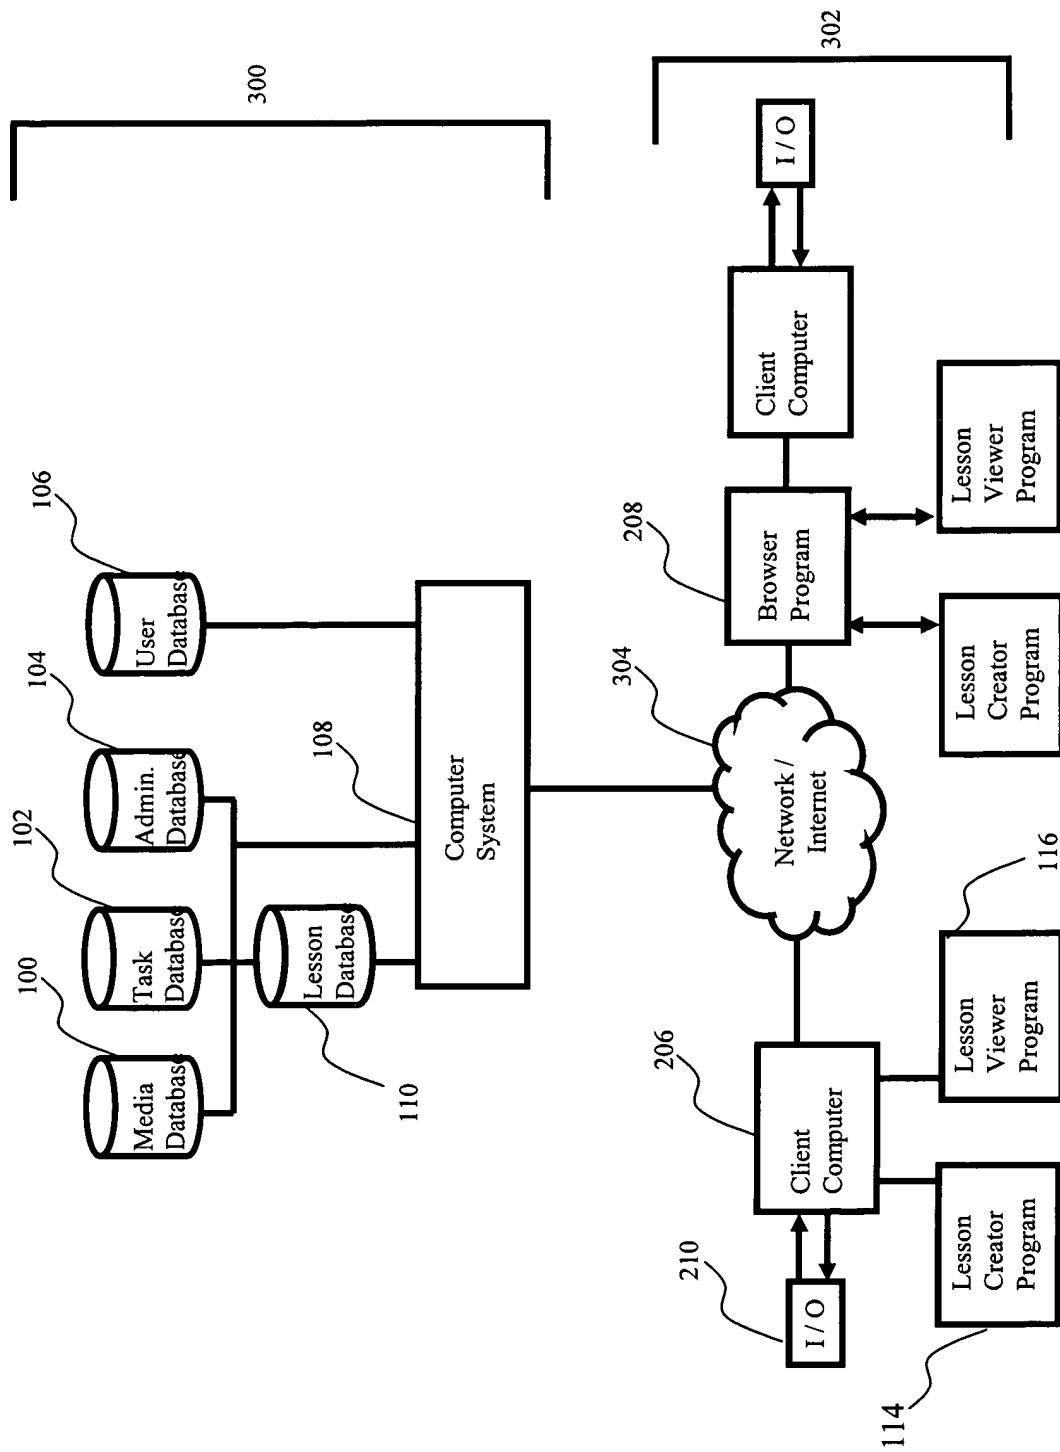 100
102
104
106
Media
Database
Task
Database
Admin.
Database
User
Database
300
110
Lesson
Database
108
Computer
System
210
206
304
208
302
I / O
Client
Computer
Network /
Internet
Browser
Program
Client
Computer
I / O
114
116
Lesson
Creator
Program
Lesson
Viewer
Program
Lesson
Creator
Program
Lesson
Viewer
Program